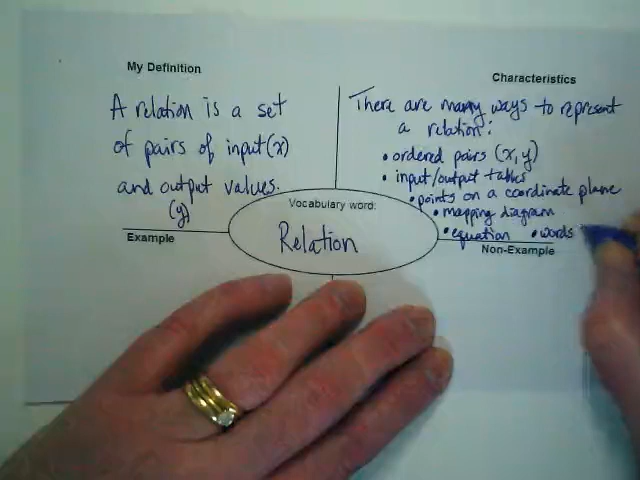 My Definition
A relation is a set
of pairs of input(x)
and output values.
(y)
Characteristics
There are many ways to represent
a relation:
• ordered pairs (x,y)
• input/output tables
• points on a coordinate plane
• mapping diagram
• equation • words
Vocabulary word:
Relation
Example
Non-Example